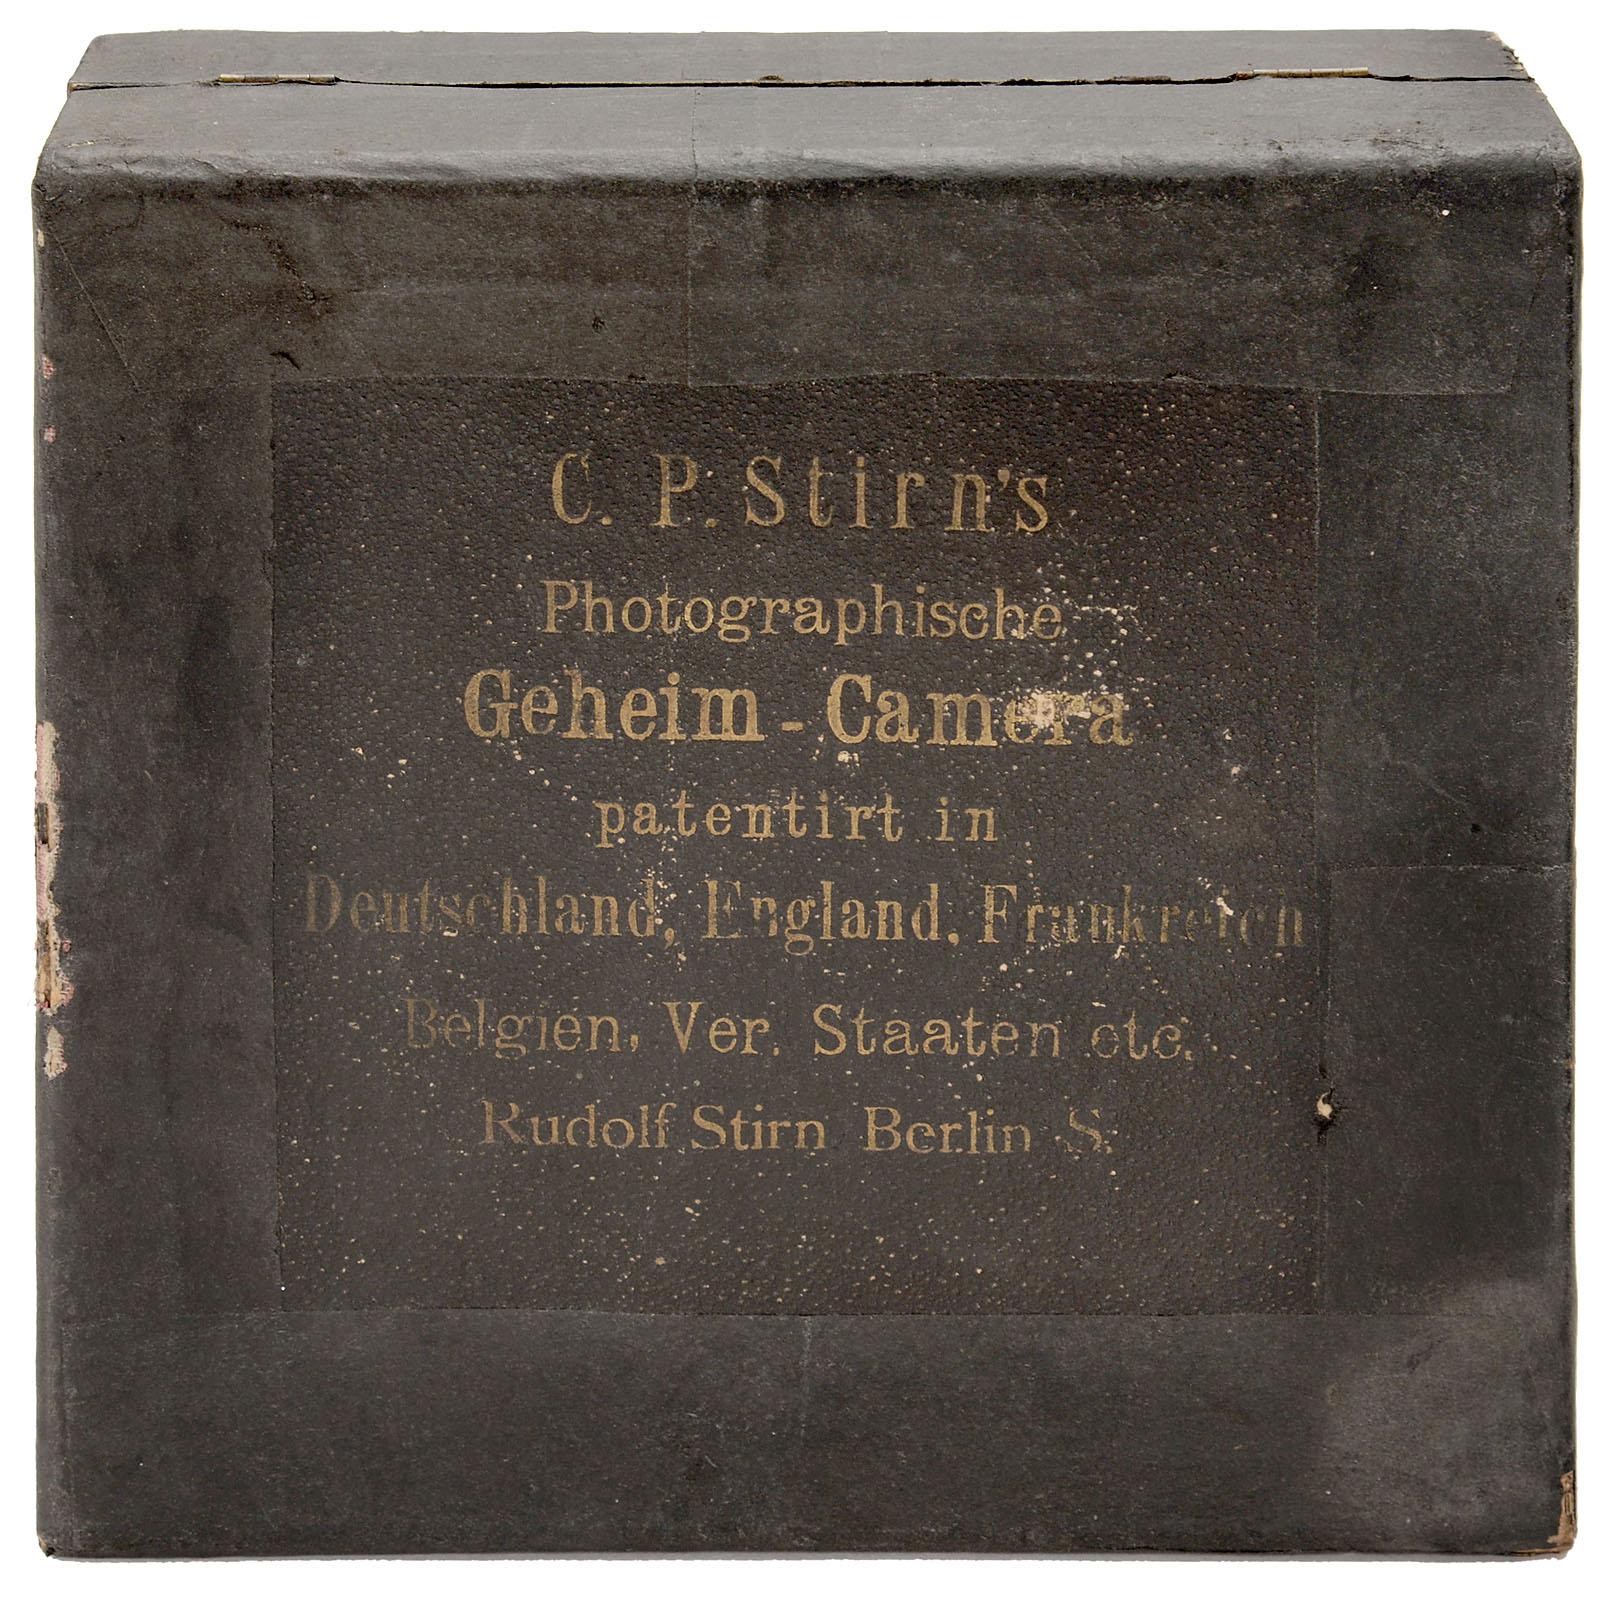 C. P. Stirn's
Photographische
Geheim-Camera
patentirt in
Deutschland, England, Frankreich
Belgien, Ver. Staaten etc.
Rudolf Stirn Berlin S.